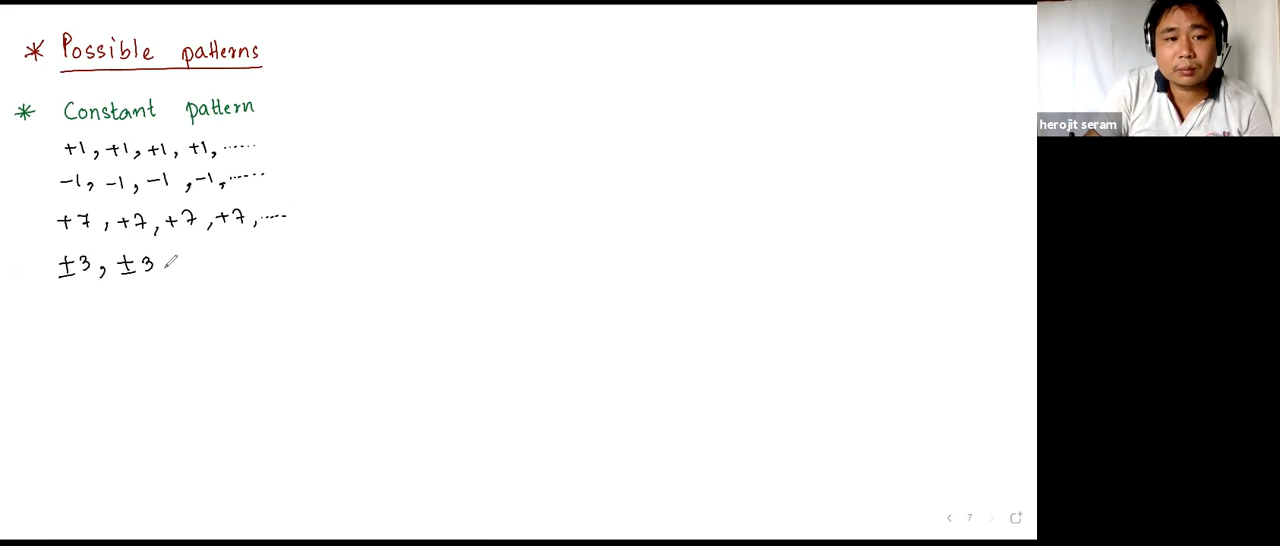 * Possible patterns
* Constant pattern
+1, +1, +1, +1, ......
-1, -1, -1, -1, ......
+7, +7, +7, +7, .....
±3, ±3
herojit seram
7